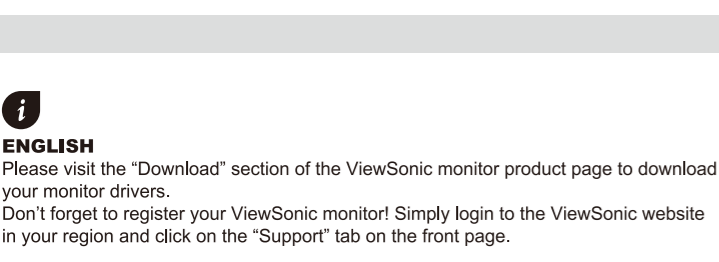 i
ENGLISH
Please visit the “Download” section of the ViewSonic monitor product page to download
your monitor drivers.
Don’t forget to register your ViewSonic monitor! Simply login to the ViewSonic website
in your region and click on the “Support” tab on the front page.